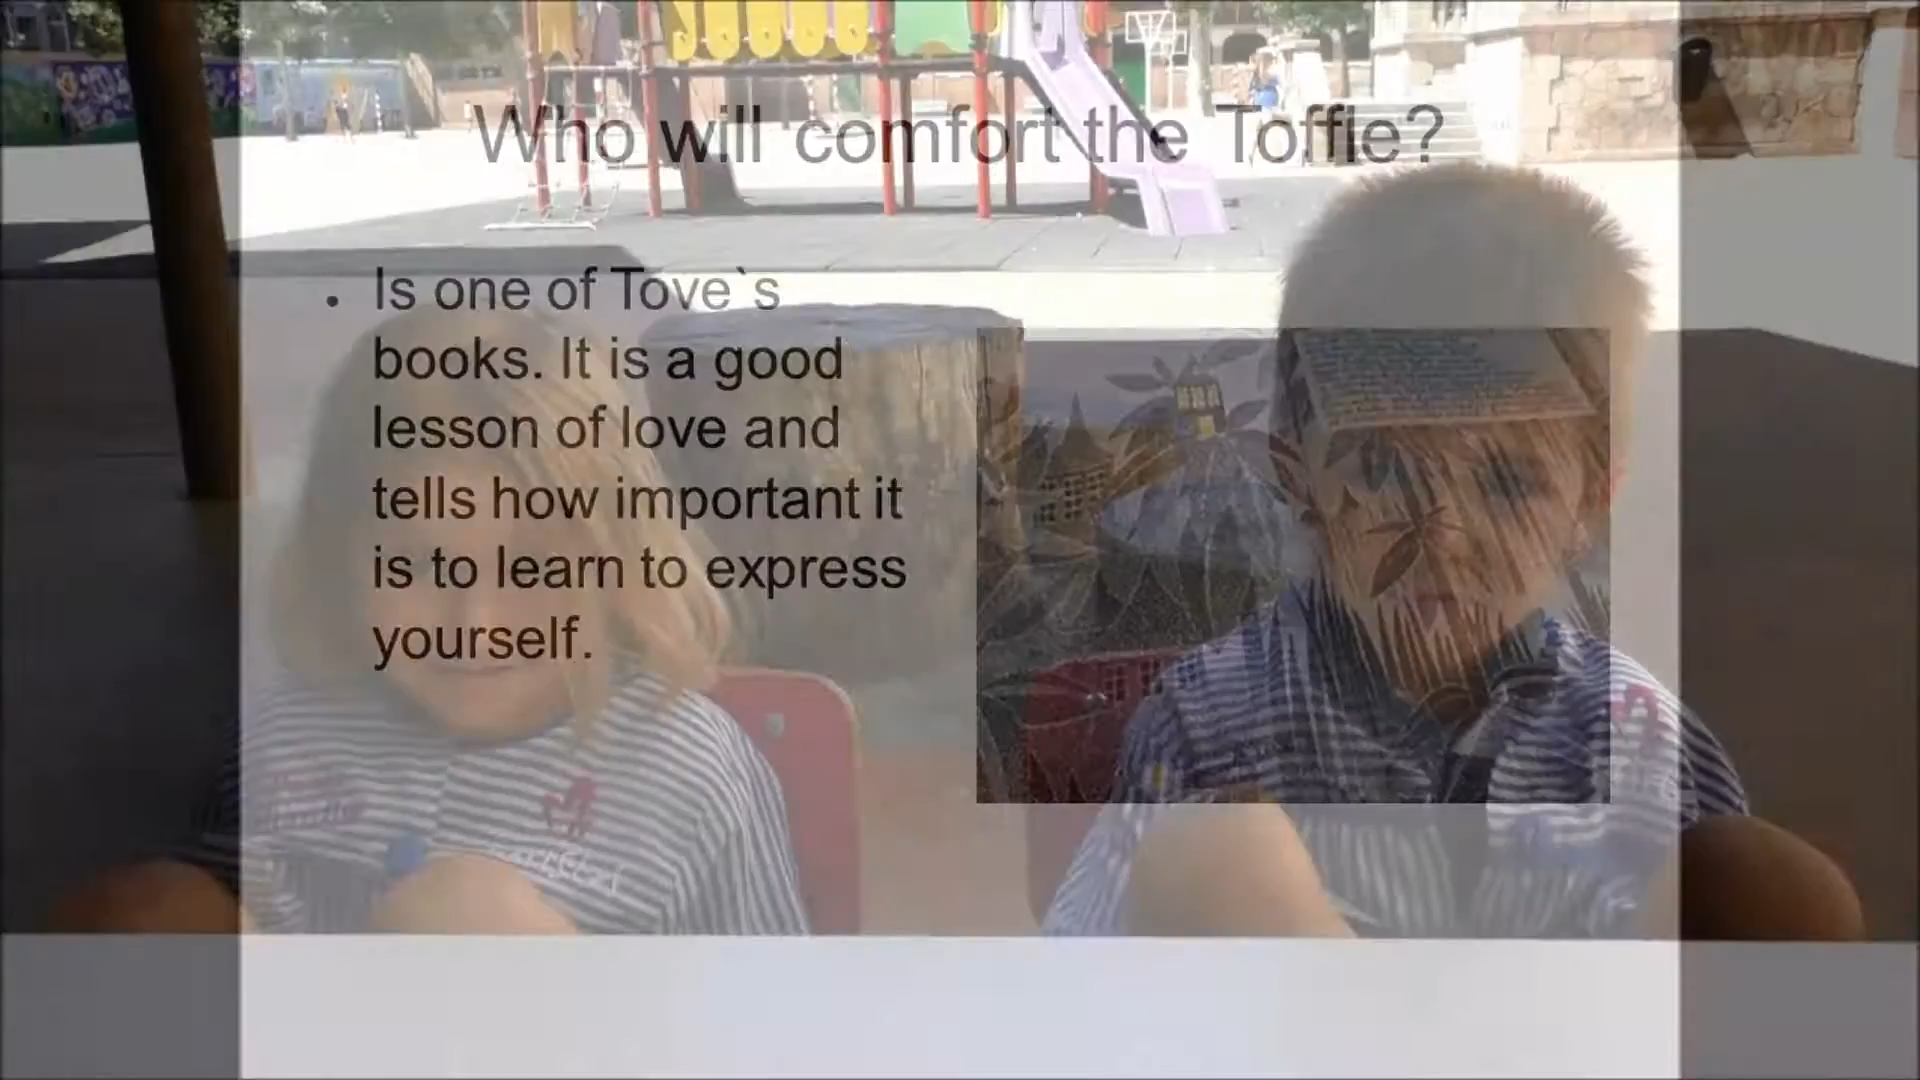 Who will comfort the Toffle?
• Is one of Tove`s
books. It is a good
lesson of love and
tells how important it
is to learn to express
yourself.